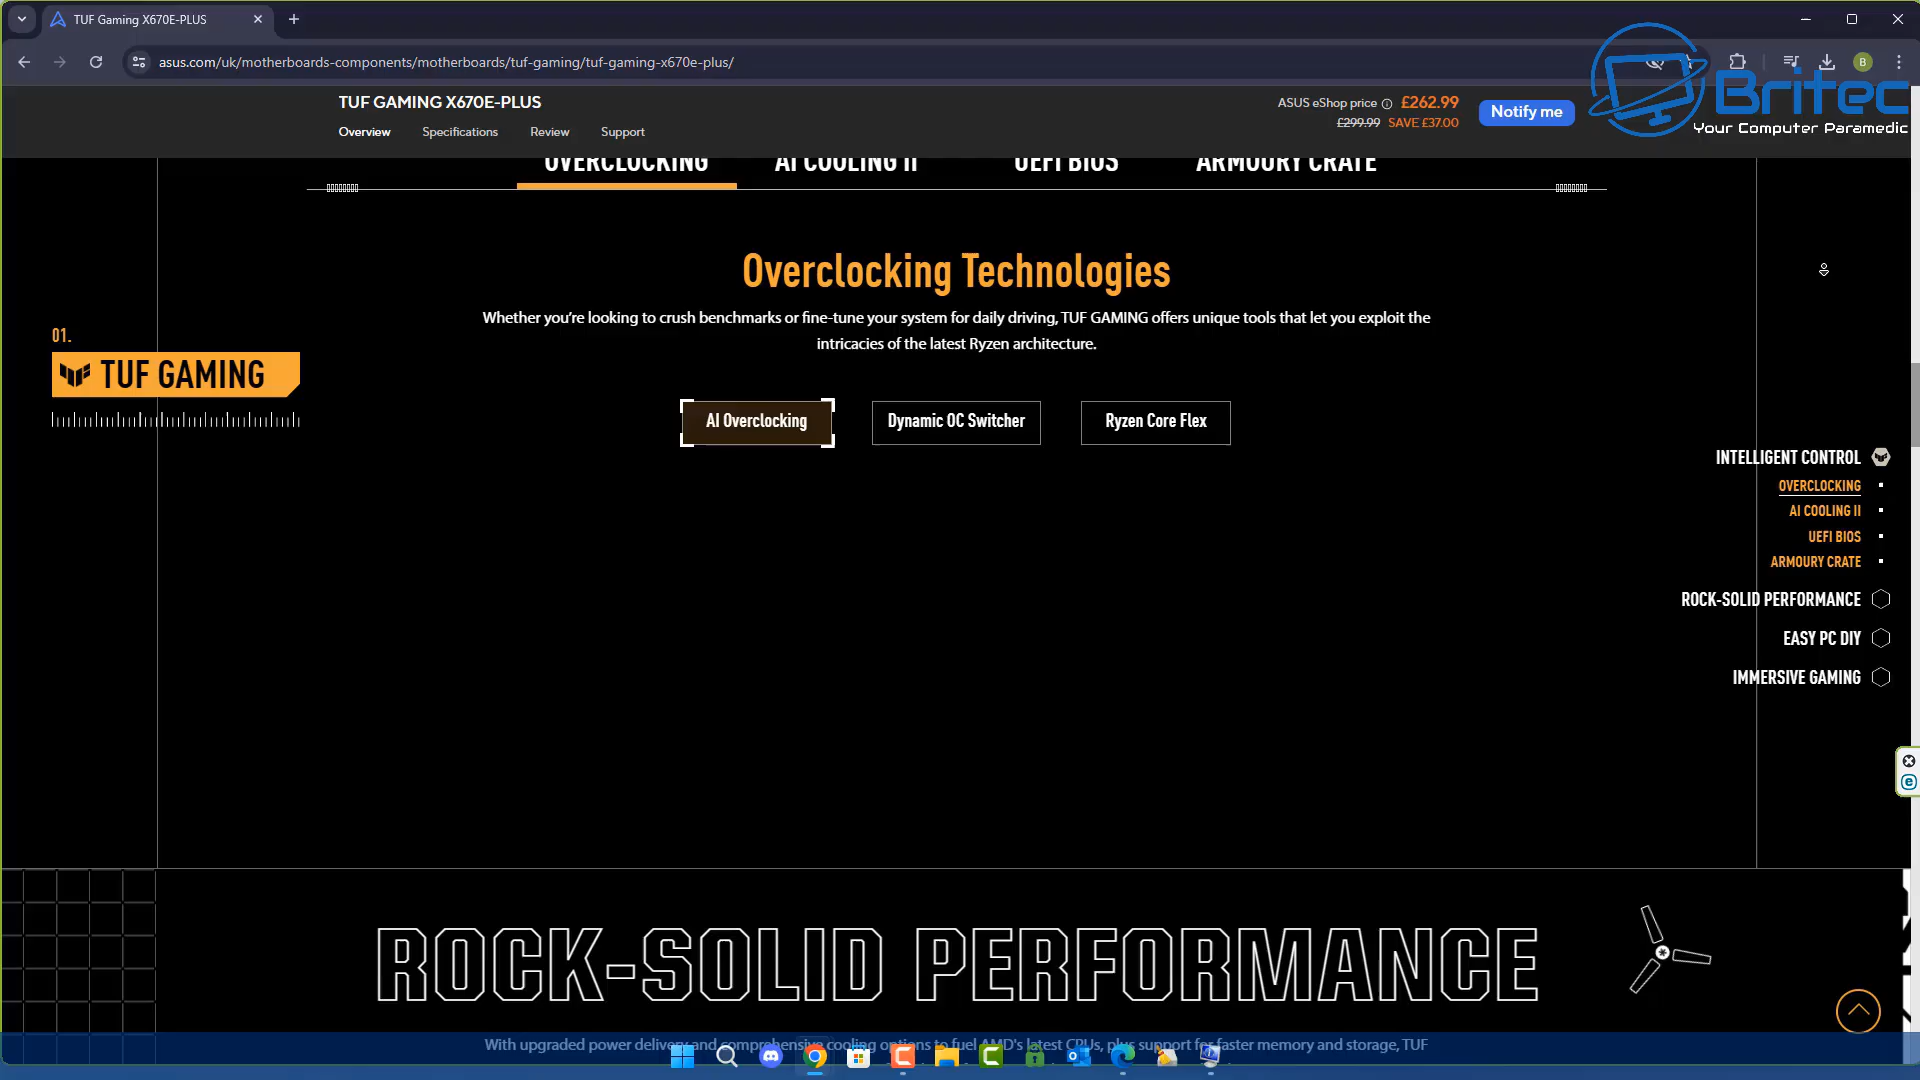 TUF Gaming X670E-PLUS
asus.com/uk/motherboards-components/motherboards/tuf-gaming/tuf-gaming-x670e-plus/
B
Britec
Your Computer Paramedic
TUF GAMING X670E-PLUS
ASUS eShop price £262.99
£299.99 SAVE £37.00
Notify me
Overview Specifications Review Support
OVERCLOCKING AI COOLING II UEFI BIOS ARMOURY CRATE
Overclocking Technologies
Whether you're looking to crush benchmarks or fine-tune your system for daily driving, TUF GAMING offers unique tools that let you exploit the
intricacies of the latest Ryzen architecture.
01.
TUF GAMING
AI Overclocking Dynamic OC Switcher Ryzen Core Flex
INTELLIGENT CONTROL
OVERCLOCKING
AI COOLING II
UEFI BIOS
ARMOURY CRATE
ROCK-SOLID PERFORMANCE
EASY PC DIY
IMMERSIVE GAMING
ROCK-SOLID PERFORMANCE
With upgraded power delivery and comprehensive cooling options to fuel AMD's latest CPUs, plus support for faster memory and storage, TUF